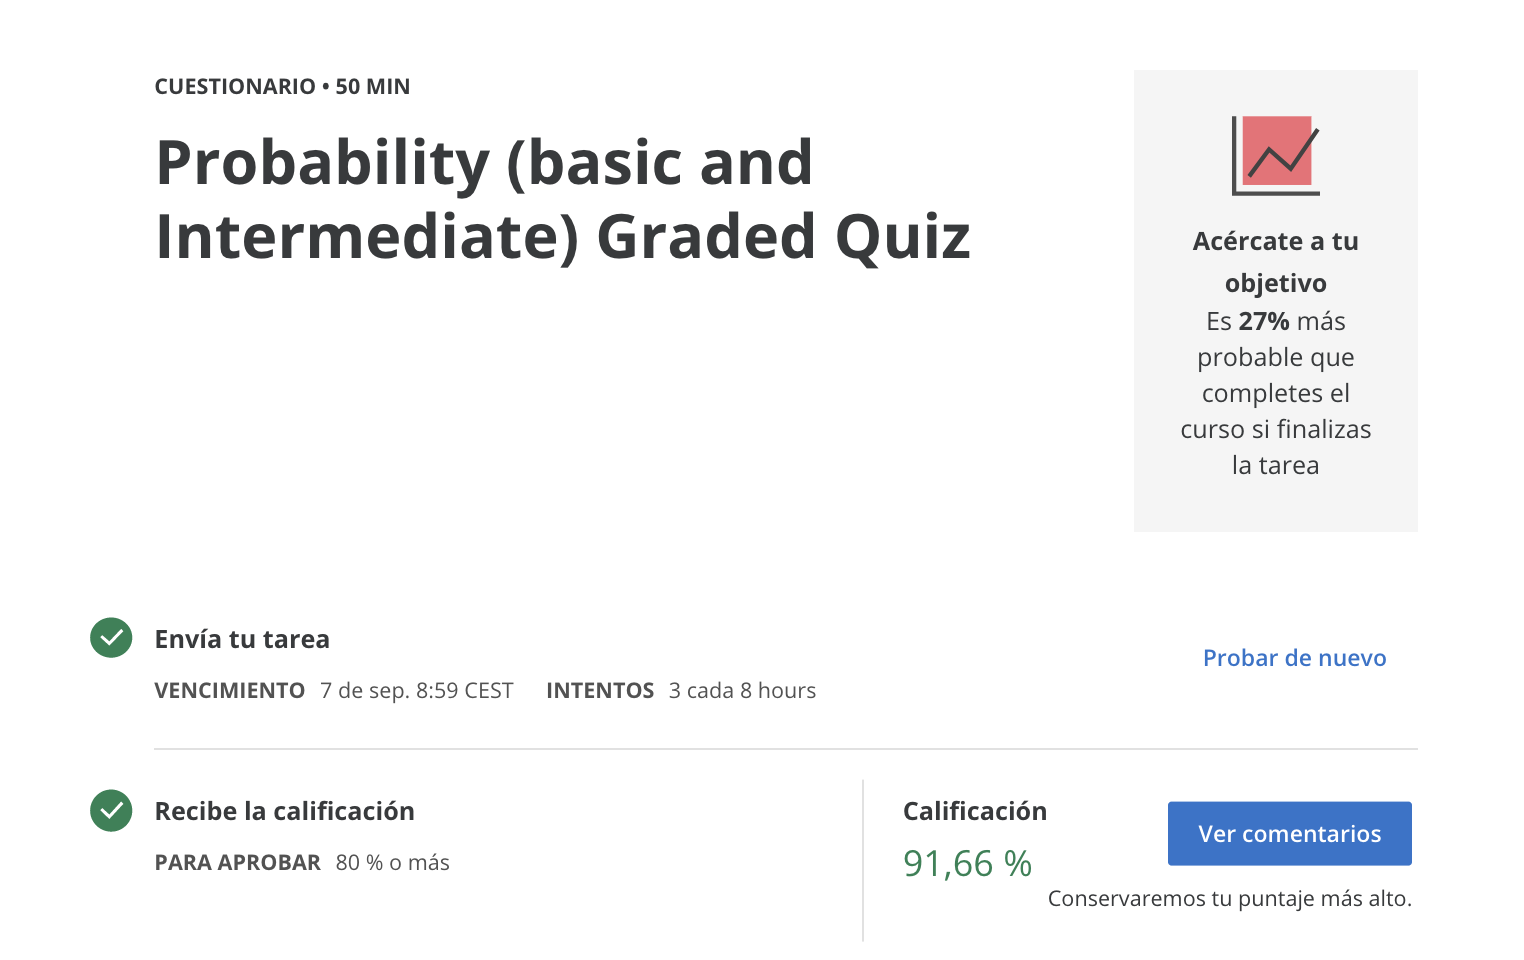 CUESTIONARIO • 50 MIN
Probability (basic and
Intermediate) Graded Quiz
Acércate a tu
objetivo
Es 27% más
probable que
completes el
curso si finalizas
la tarea
Envía tu tarea
VENCIMIENTO 7 de sep. 8:59 CEST INTENTOS 3 cada 8 hours
Probar de nuevo
Recibe la calificación
PARA APROBAR 80 % o más
Calificación
91,66 %
Ver comentarios
Conservaremos tu puntaje más alto.